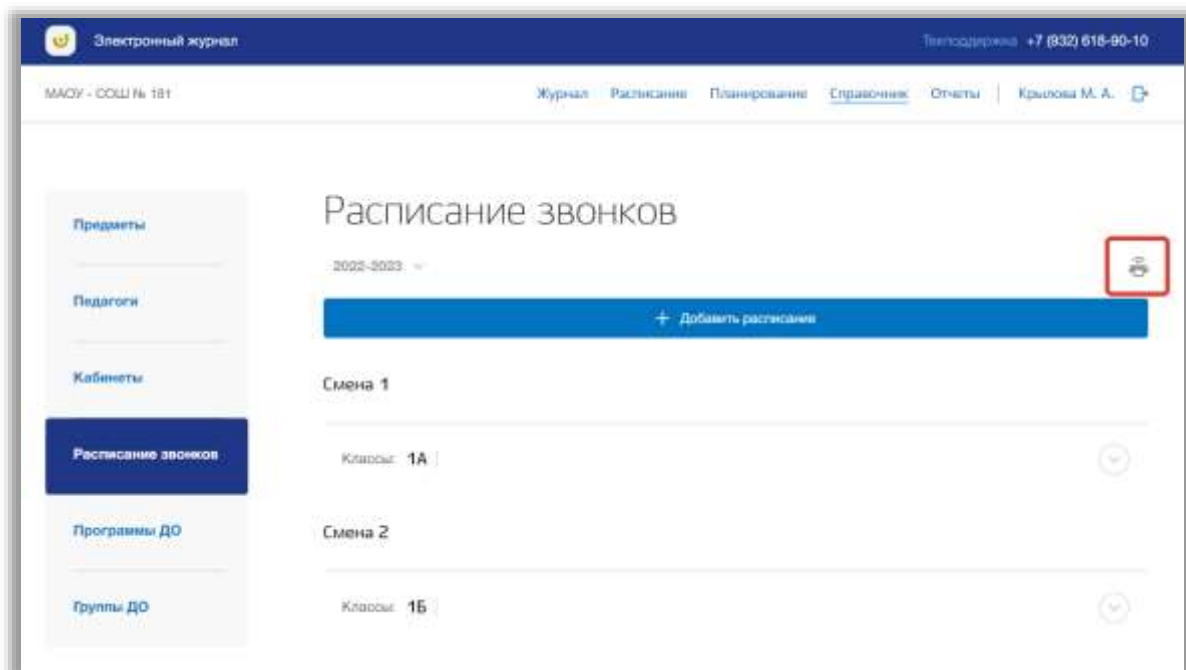 Электронный журнал
Техподдержка +7 (932) 618-90-10
МАОУ - СОШ № 181
Журнал Расписание Планирование Справочник Отчеты Крылова М. А.
Расписание звонков
Предметы
2022-2023
Педагоги
+ Добавить расписание
Кабинеты
Смена 1
Расписание звонков
Классы: 1А
Программы ДО
Смена 2
Группы ДО
Классы: 1Б